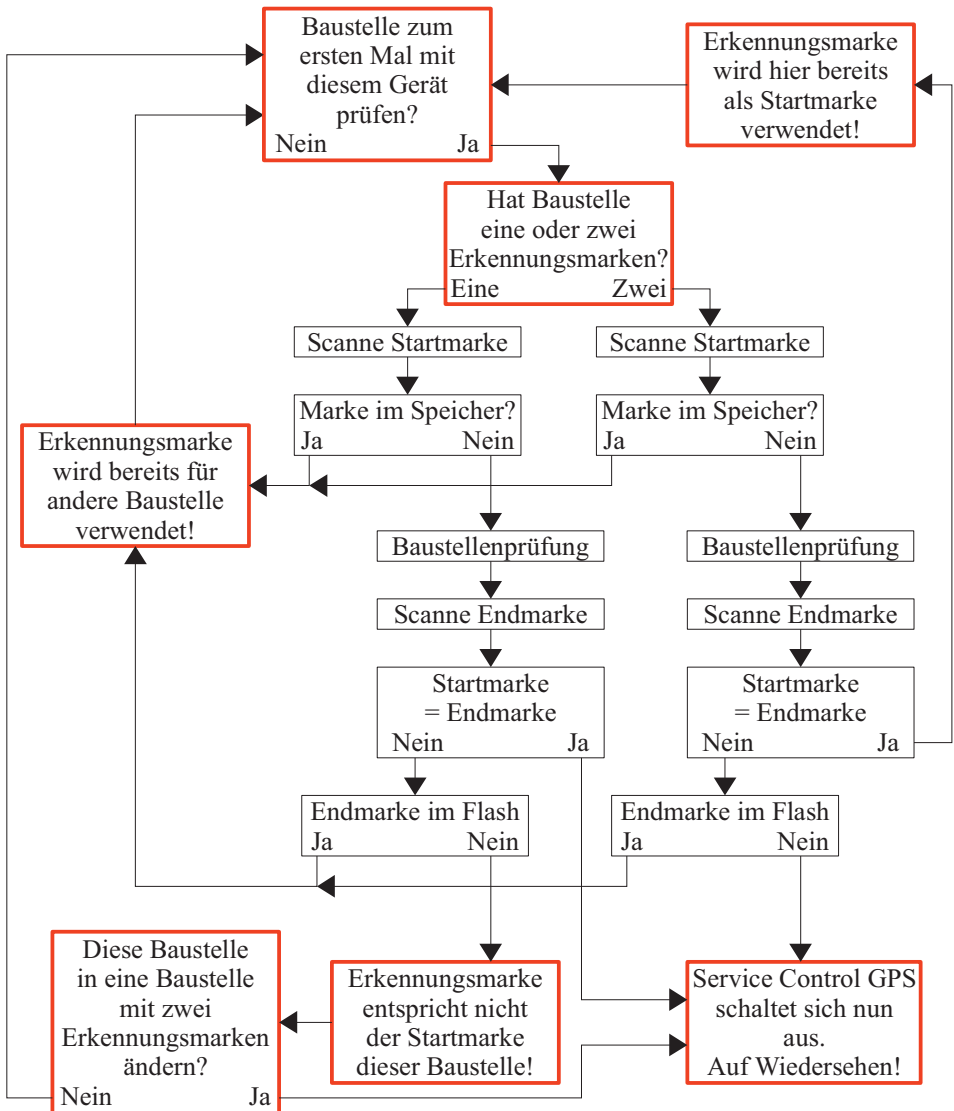 Baustelle zum
ersten Mal mit
diesem Gerät
prüfen?
Nein Ja
Erkennungsmarke
wird hier bereits
als Startmarke
verwendet!
Hat Baustelle
eine oder zwei
Erkennungsmarken?
Eine Zwei
Scanne Startmarke
Scanne Startmarke
Marke im Speicher?
Ja Nein
Marke im Speicher?
Ja Nein
Erkennungsmarke
wird bereits für
andere Baustelle
verwendet!
Baustellenprüfung
Baustellenprüfung
Scanne Endmarke
Scanne Endmarke
Startmarke
= Endmarke
Nein Ja
Startmarke
= Endmarke
Nein Ja
Endmarke im Flash
Ja Nein
Endmarke im Flash
Ja Nein
Diese Baustelle
in eine Baustelle
mit zwei
Erkennungsmarken
ändern?
Nein Ja
Erkennungsmarke
entspricht nicht
der Startmarke
dieser Baustelle!
Service Control GPS
schaltet sich nun
aus.
Auf Wiedersehen!